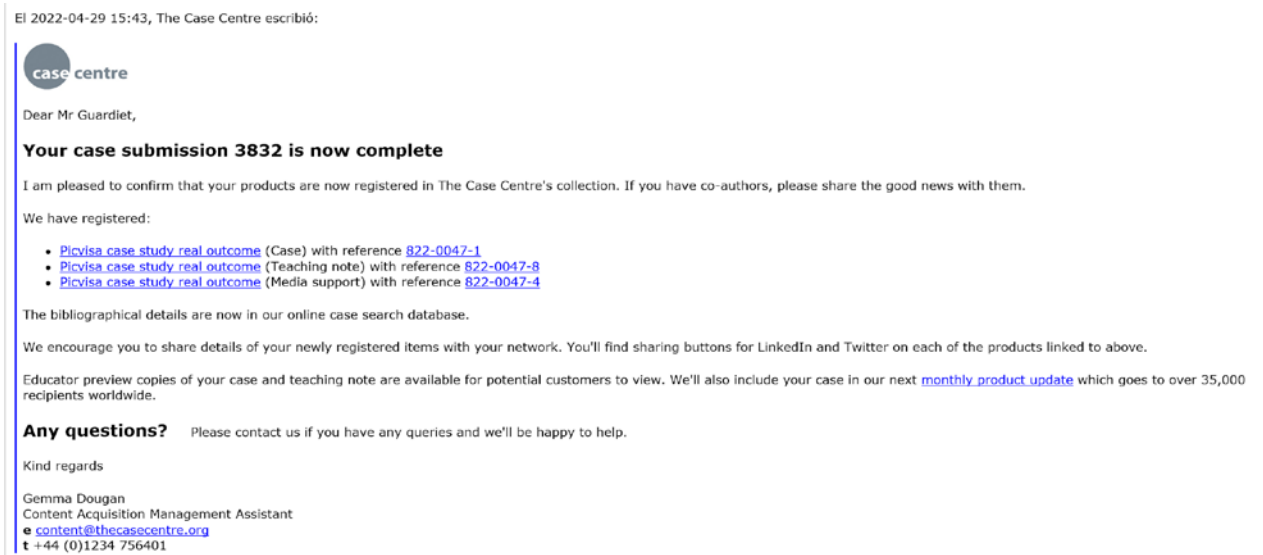 El 2022-04-29 15:43, The Case Centre escribió:
case centre
Dear Mr Guardiet,
Your case submission 3832 is now complete
I am pleased to confirm that your products are now registered in The Case Centre's collection. If you have co-authors, please share the good news with them.
We have registered:
• Picvisa case study real outcome (Case) with reference 822-0047-1
• Picvisa case study real outcome (Teaching note) with reference 822-0047-8
• Picvisa case study real outcome (Media support) with reference 822-0047-4
The bibliographical details are now in our online case search database.
We encourage you to share details of your newly registered items with your network. You'll find sharing buttons for LinkedIn and Twitter on each of the products linked to above.
Educator preview copies of your case and teaching note are available for potential customers to view. We'll also include your case in our next monthly product update which goes to over 35,000
recipients worldwide.
Any questions? Please contact us if you have any queries and we'll be happy to help.
Kind regards
Gemma Dougan
Content Acquisition Management Assistant
e content@thecasecentre.org
t +44 (0)1234 756401